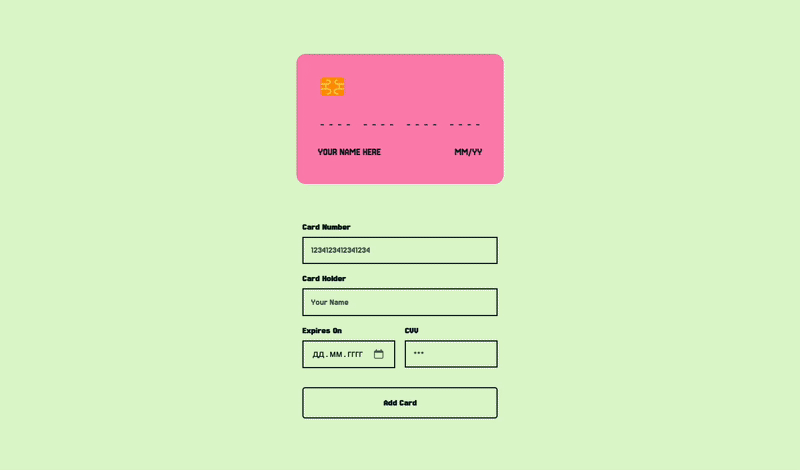 - - - - - - - - - - - - - - - -
YOUR NAME HERE MM/YY
Card Number
1234123412341234
Card Holder
Your Name
Expires On CVV
ДД.ММ.ГГГГ ***
Add Card